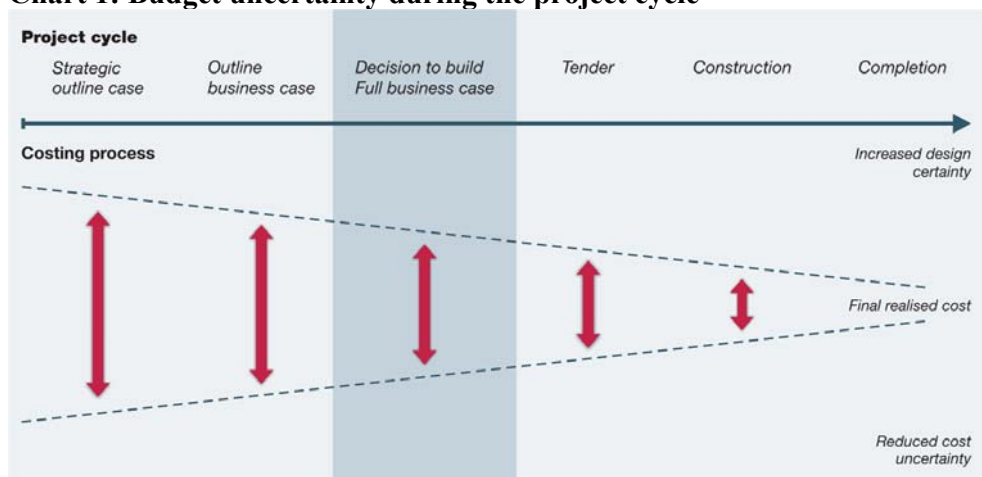 Chart 1: Budget uncertainty during the project cycle
Project cycle
Strategic
outline case
Outline
business case
Decision to build
Full business case
Tender
Construction
Completion
Costing process
Increased design
certainty
Final realised cost
Reduced cost
uncertainty